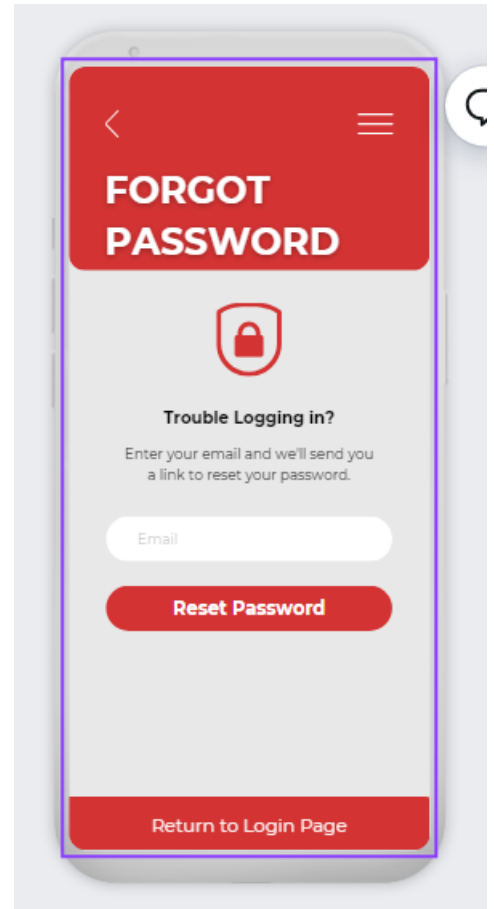 FORGOT
PASSWORD
Trouble Logging in?
Enter your email and we'll send you
a link to reset your password.
Email
Reset Password
Return to Login Page